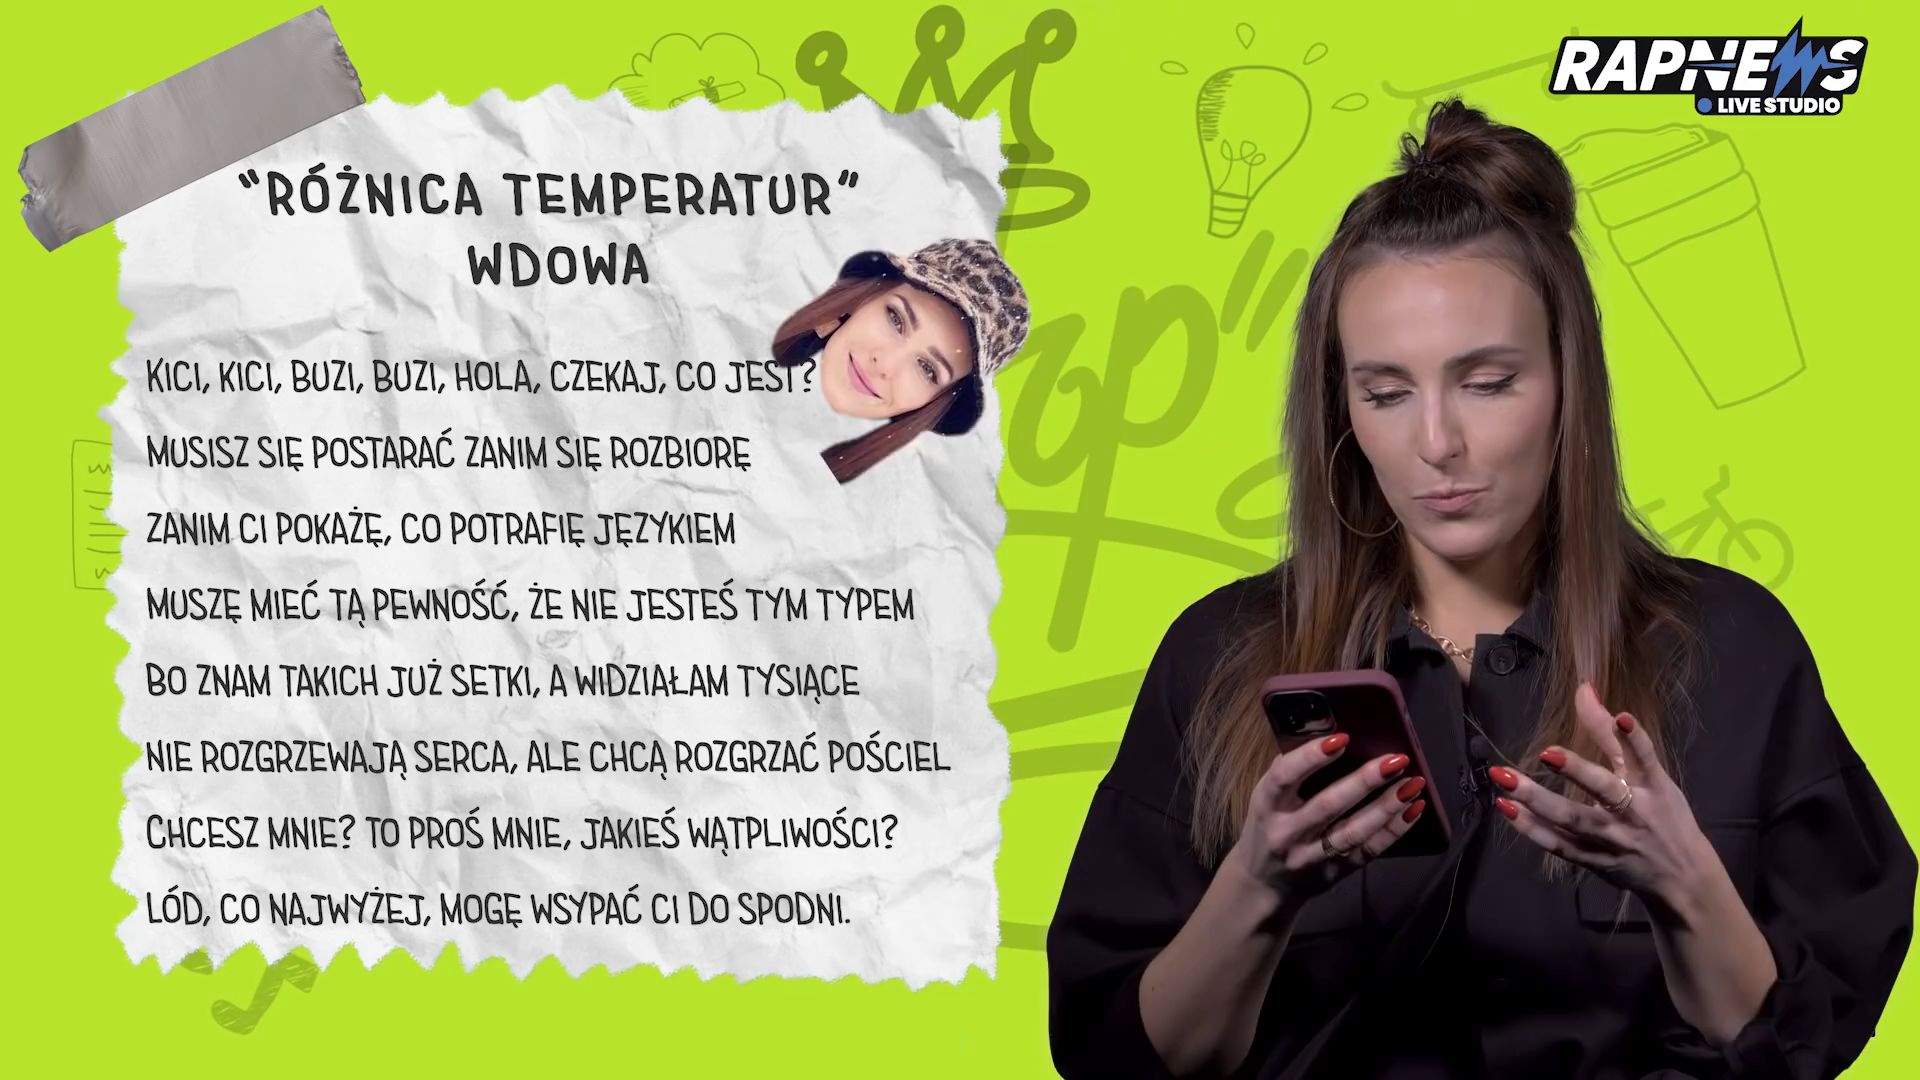 RAPNEWS
LIVE STUDIO
"RÓŻNICA TEMPERATUR"
WDOWA
KICI, KICI, BUZI, BUZI, HOLA, CZEKAJ, CO JEST?
MUSISZ SIĘ POSTARAĆ ZANIM SIĘ ROZBIORĘ
ZANIM CI POKAŻĘ, CO POTRAFIĘ JĘZYKIEM
MUSZĘ MIEĆ TĄ PEWNOŚĆ, ŻE NIE JESTEŚ TYM TYPEM
BO ZNAM TAKICH JUŻ SETKI, A WIDZIAŁAM TYSIĄCE
NIE ROZGRZEWAJĄ SERCA, ALE CHCĄ ROZGRZAĆ POŚCIEL
CHCESZ MNIE? TO PROŚ MNIE, JAKIEŚ WĄTPLIWOŚCI?
LÓD, CO NAJWYŻEJ, MOGĘ WSYPAĆ CI DO SPODNI.